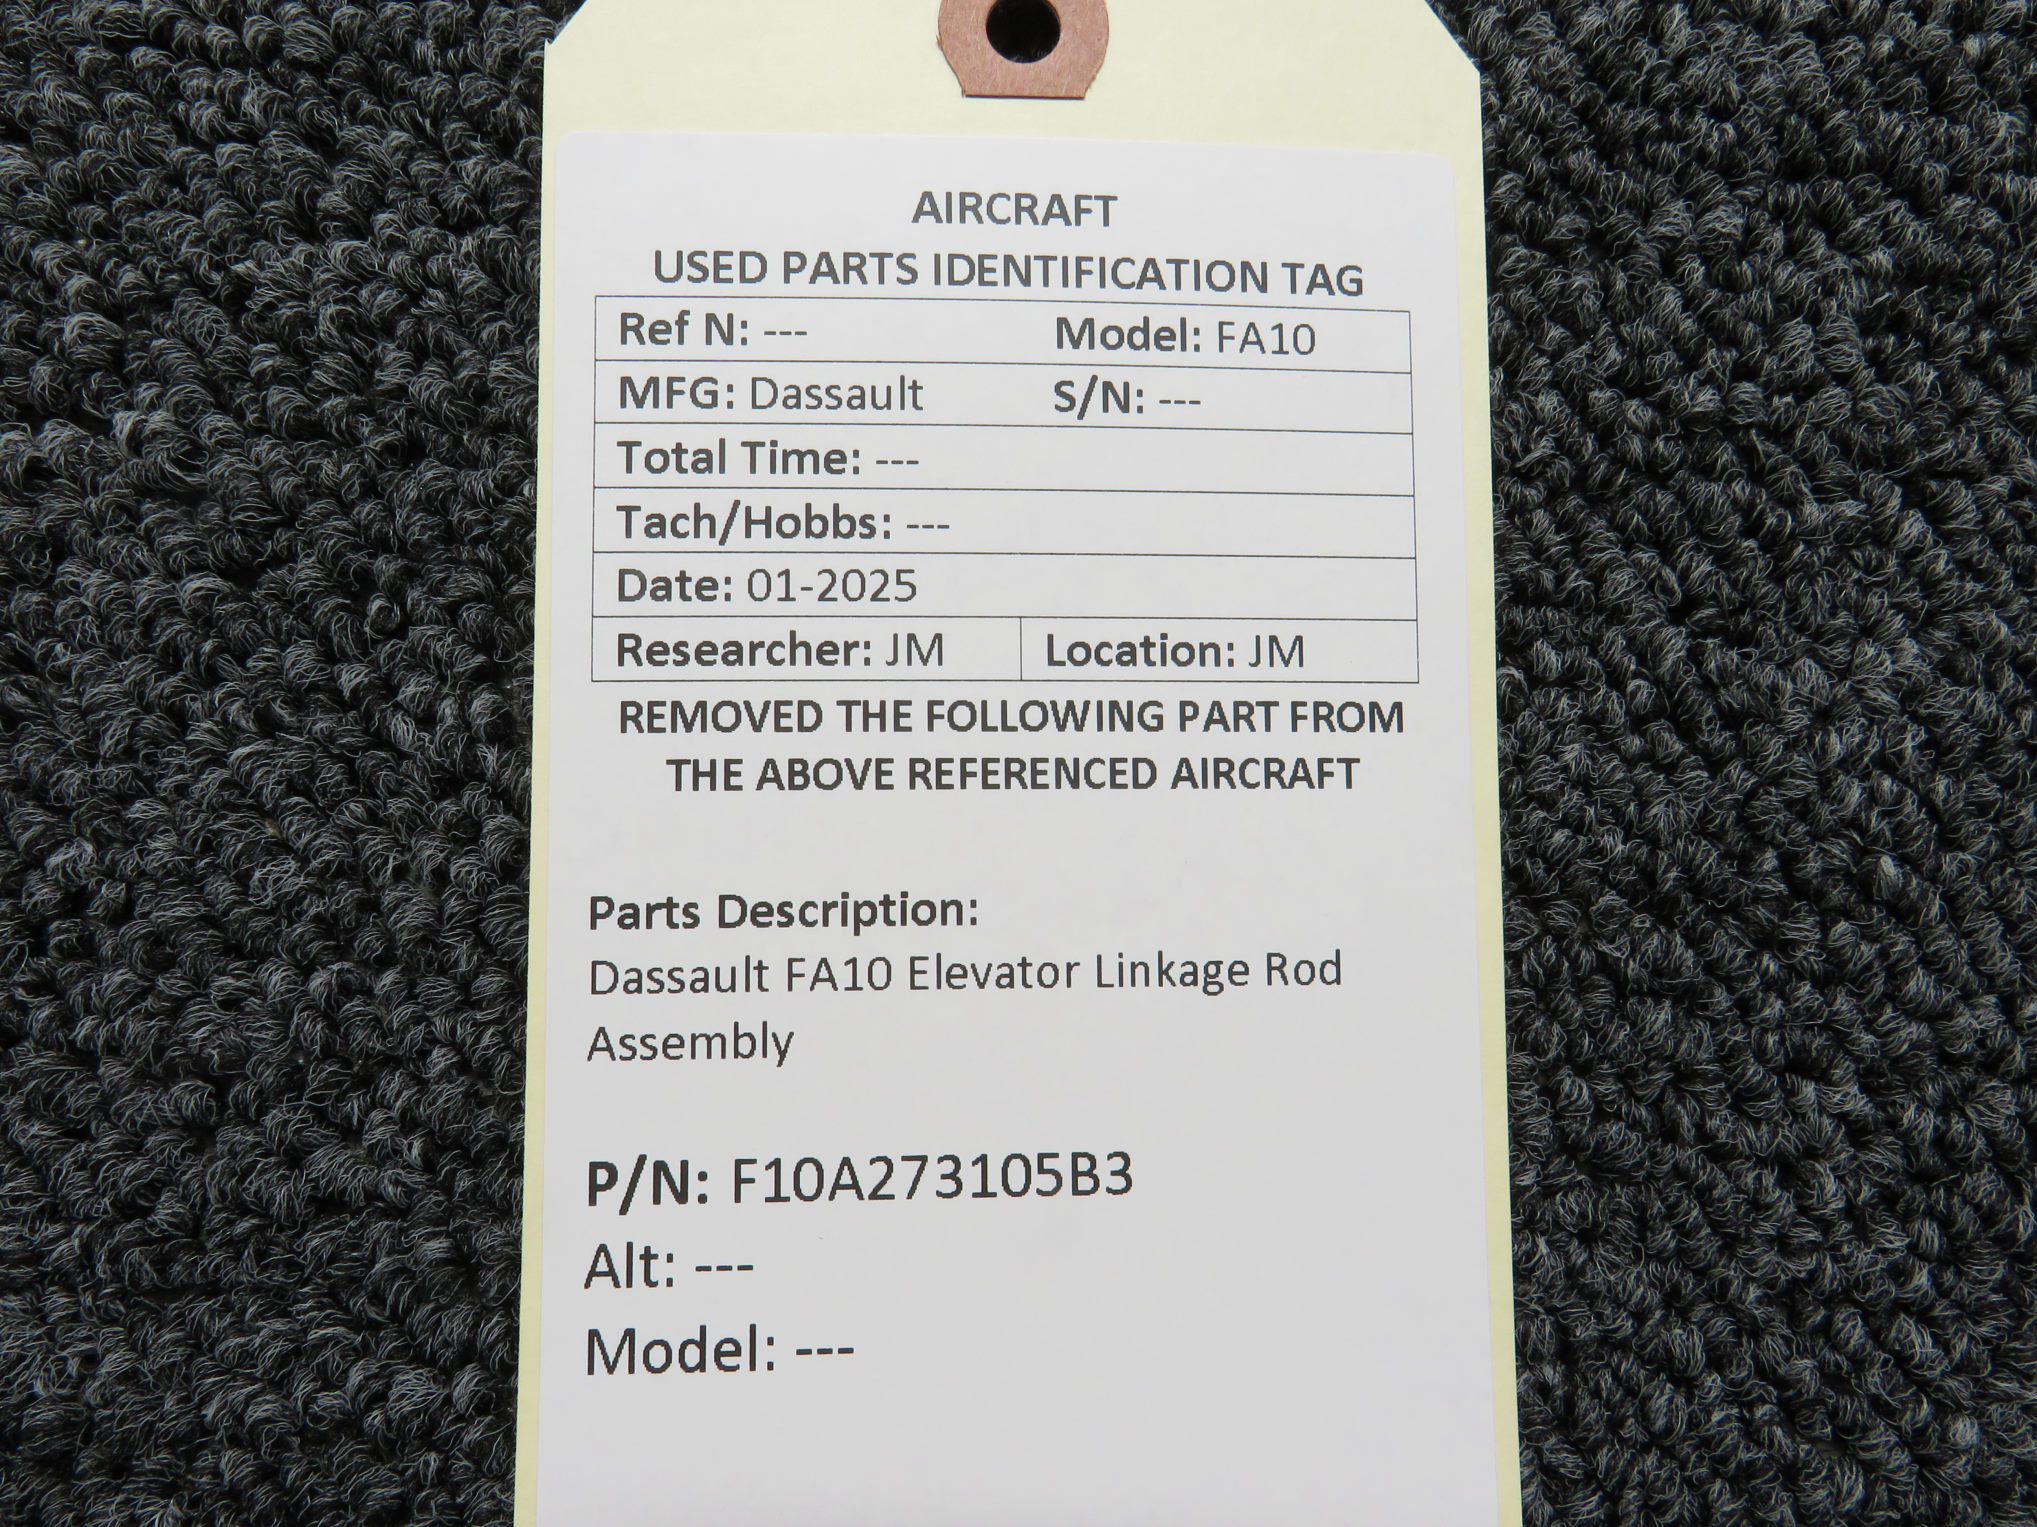 AIRCRAFT
USED PARTS IDENTIFICATION TAG
Ref N: --- Model: FA10
MFG: Dassault S/N: ---
Total Time: ---
Tach/Hobbs: ---
Date: 01-2025
Researcher: JM Location: JM
REMOVED THE FOLLOWING PART FROM
THE ABOVE REFERENCED AIRCRAFT
Parts Description:
Dassault FA10 Elevator Linkage Rod
Assembly
P/N: F10A273105B3
Alt: ---
Model: ---